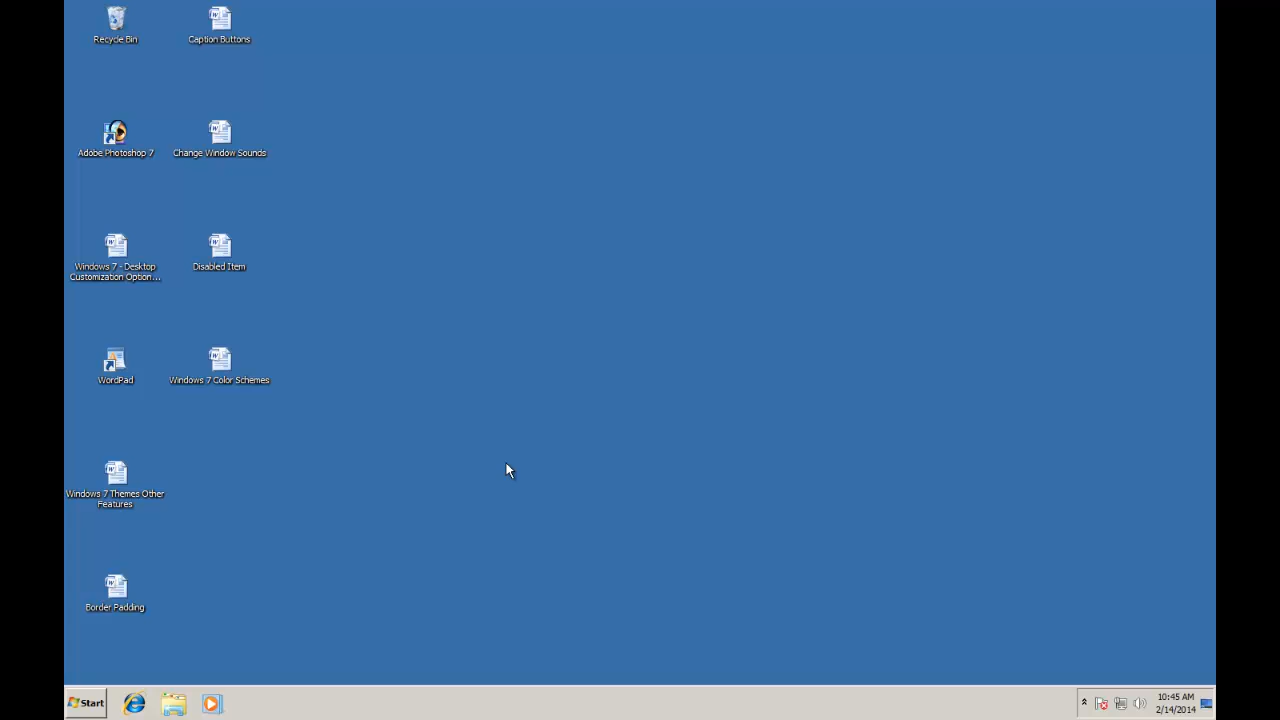 Recycle Bin
Caption Buttons
Adobe Photoshop 7
Change Window Sounds
Windows 7 - Desktop
Customization Option...
Disabled Item
WordPad
Windows 7 Color Schemes
Windows 7 Themes Other
Features
Border Padding
Start
10:45 AM
2/14/2014